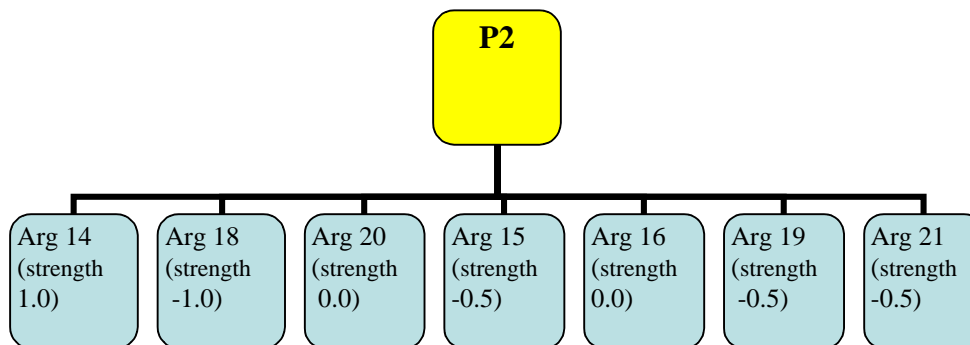 P2
Arg 14
(strength
1.0)
Arg 18
(strength
-1.0)
Arg 20
(strength
0.0)
Arg 15
(strength
-0.5)
Arg 16
(strength
0.0)
Arg 19
(strength
-0.5)
Arg 21
(strength
-0.5)